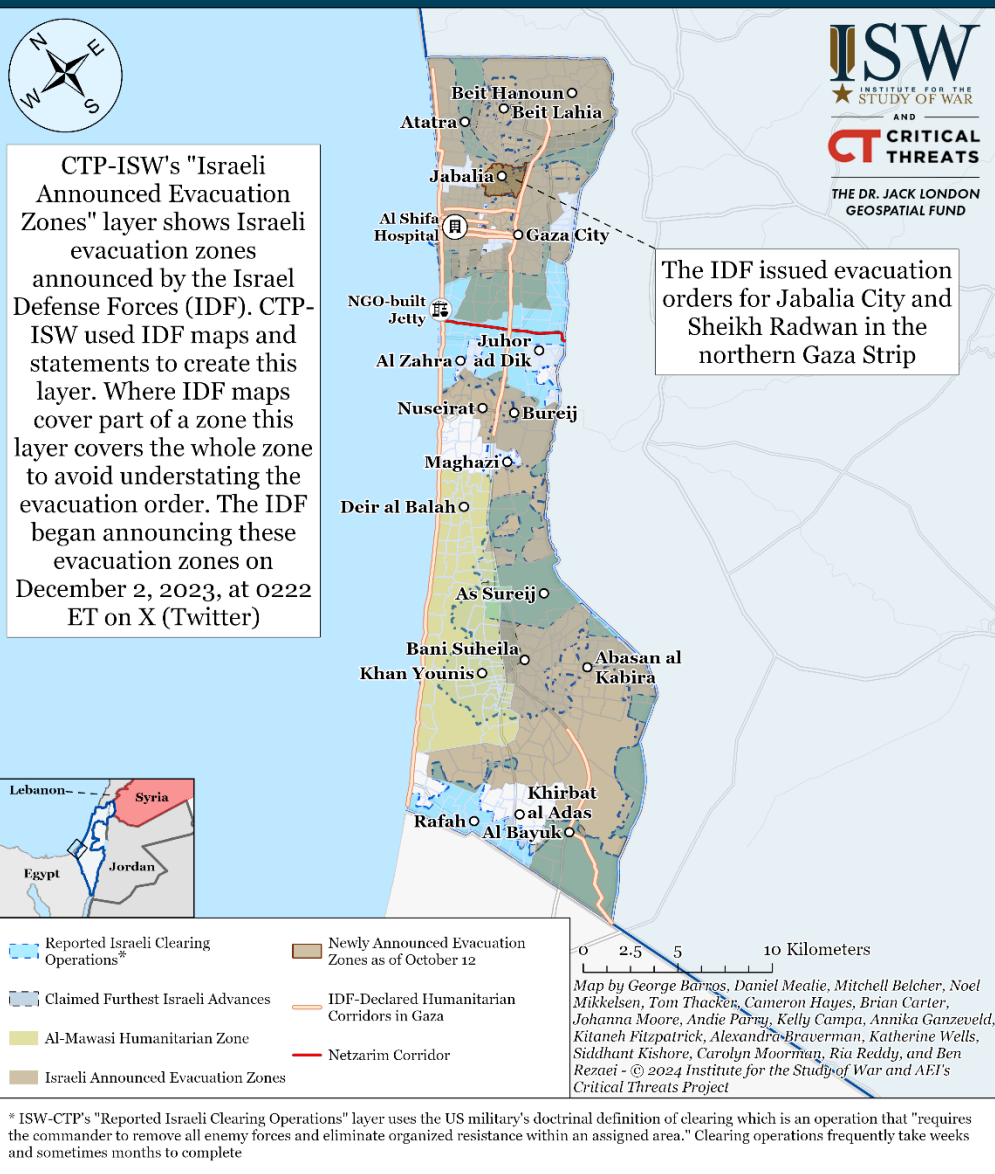 N
E
W
S
ISW
INSTITUTE FOR THE
STUDY OF WAR
AND
CT CRITICAL
THREATS
THE DR. JACK LONDON
GEOSPATIAL FUND
CTP-ISW's "Israeli
Announced Evacuation
Zones" layer shows Israeli
evacuation zones
announced by the Israel
Defense Forces (IDF). CTP-
ISW used IDF maps and
statements to create this
layer. Where IDF maps
cover part of a zone this
layer covers the whole zone
to avoid understating the
evacuation order. The IDF
began announcing these
evacuation zones on
December 2, 2023, at 0222
ET on X (Twitter)
Beit Hanoun
Beit Lahia
Atatra
Jabalia
Al Shifa
Hospital
Gaza City
The IDF issued evacuation
orders for Jabalia City and
Sheikh Radwan in the
northern Gaza Strip
NGO-built
Jetty
Juhor
ad Dik
Al Zahra
Nuseirat
Bureij
Maghazi
Deir al Balah
As Sureij
Bani Suheila
Abasan al
Kabira
Khan Younis
Khirbat
al Adas
Rafah
Al Bayuk
Lebanon
Syria
Jordan
Egypt
Reported Israeli Clearing
Operations*
Claimed Furthest Israeli Advances
Al-Mawasi Humanitarian Zone
Israeli Announced Evacuation Zones
Newly Announced Evacuation
Zones as of October 12
IDF-Declared Humanitarian
Corridors in Gaza
Netzarim Corridor
0 2.5 5 10 Kilometers
Map by George Barros, Daniel Mealie, Mitchell Belcher, Noel
Mikkelsen, Tom Thacker, Cameron Hayes, Brian Carter,
Johanna Moore, Andie Parry, Kelly Campa, Annika Ganzeveld,
Kitaneh Fitzpatrick, Alexandra Braverman, Katherine Wells,
Siddhant Kishore, Carolyn Moorman, Ria Reddy, and Ben
Rezaei - © 2024 Institute for the Study of War and AEI's
Critical Threats Project
* ISW-CTP's "Reported Israeli Clearing Operations" layer uses the US military's doctrinal definition of clearing which is an operation that "requires
the commander to remove all enemy forces and eliminate organized resistance within an assigned area." Clearing operations frequently take weeks
and sometimes months to complete